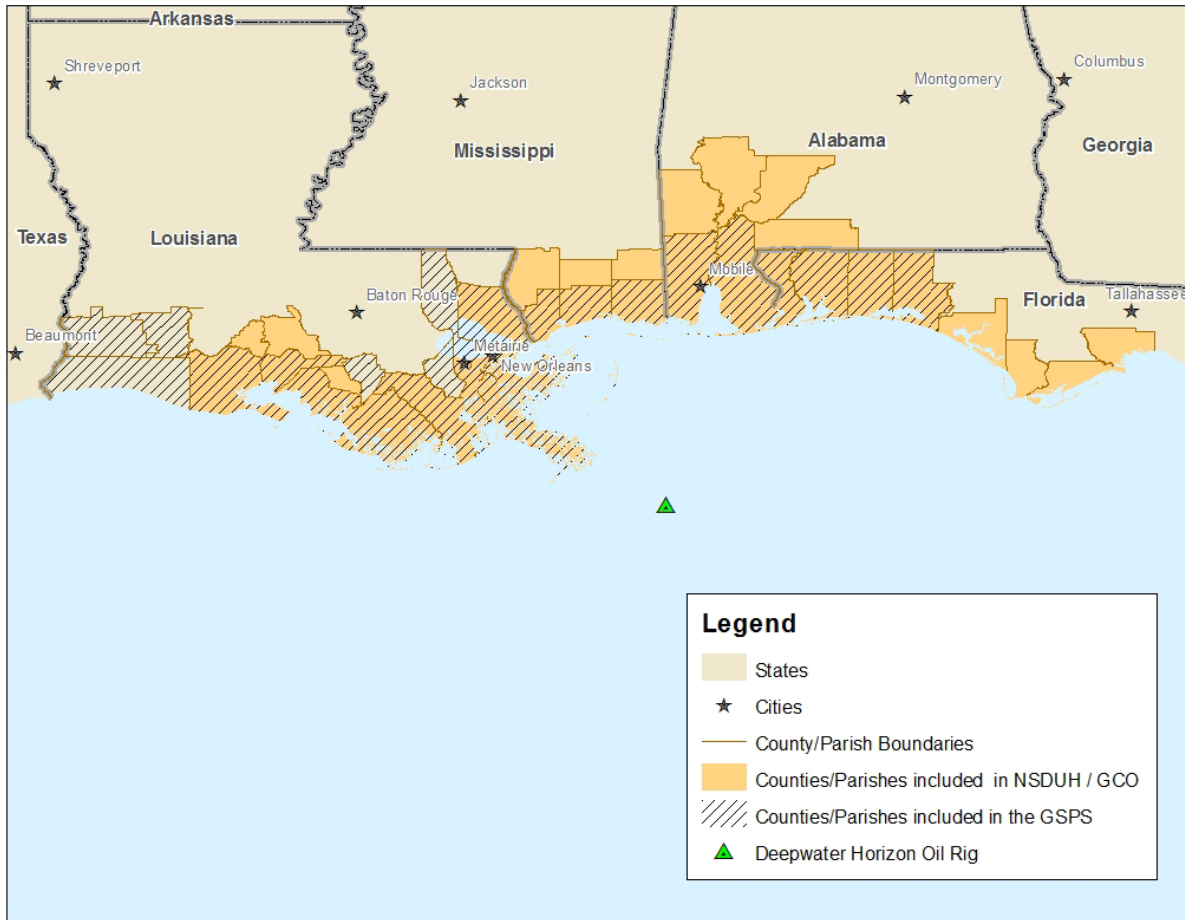 Arkansas
Shreveport
Columbus
Jackson
Montgomery
Alabama
Mississippi
Georgia
Texas
Louisiana
Mobile
Baton Rouge
Florida
Tallahassee
Beaumont
Metairie
New Orleans
Legend
States
Cities
County/Parish Boundaries
Counties/Parishes included in NSDUH / GCO
Counties/Parishes included in the GSPS
Deepwater Horizon Oil Rig